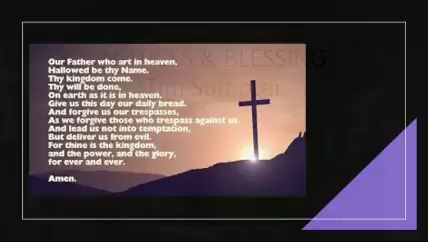 & BLESSING
Our Father who art in heaven,
Hallowed be thy Name.
Thy kingdom come.
Thy will be done,
On earth as it is in heaven.
Give us this day our daily bread.
And forgive us our trespasses,
As we forgive those who trespass against us.
And lead us not into temptation,
But deliver us from evil.
For thine is the kingdom,
and the power, and the glory,
for ever and ever.
Amen.